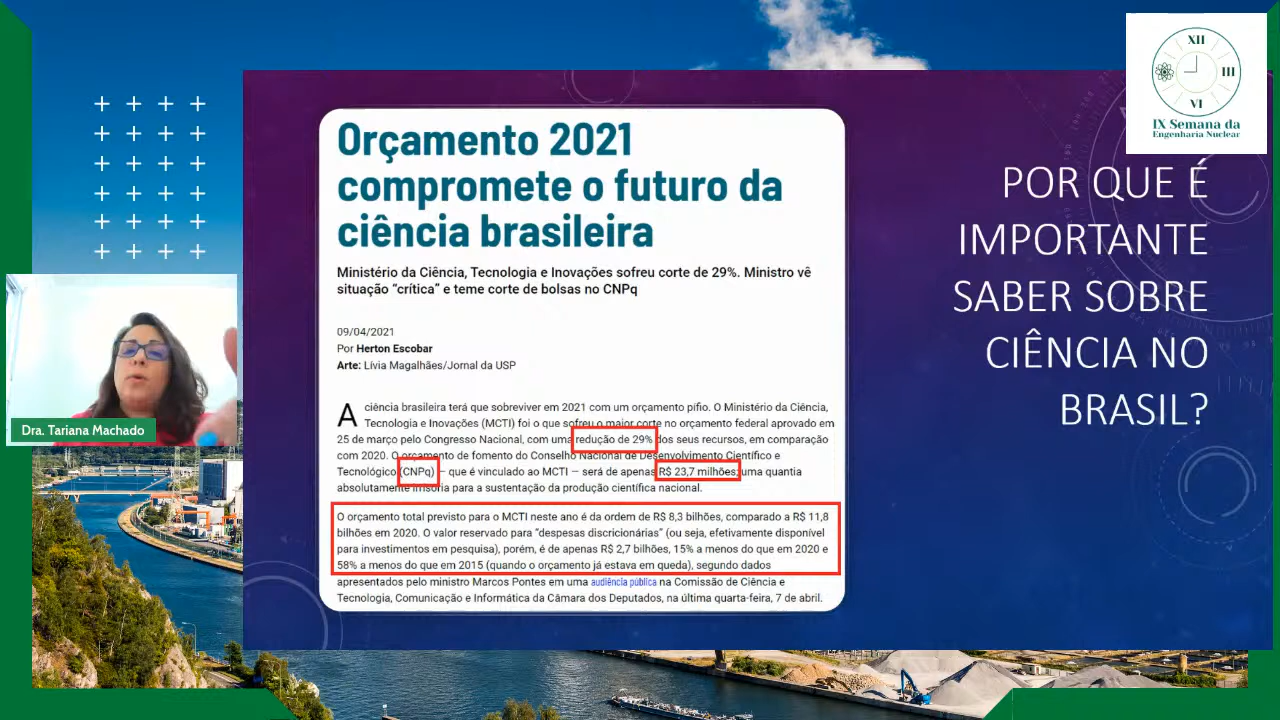 XII
III
VI
IX Semana da
Engenharia Nuclear
Orçamento 2021
compromete o futuro da
ciência brasileira
Ministério da Ciência, Tecnologia e Inovações sofreu corte de 29%. Ministro vê
situação “crítica” e teme corte de bolsas no CNPq
09/04/2021
Por Herton Escobar
Arte: Lívia Magalhães/Jornal da USP
A ciência brasileira terá que sobreviver em 2021 com um orçamento pífio. O Ministério da Ciência,
Tecnologia e Inovações (MCTI) foi o que sofreu o maior corte no orçamento federal aprovado em
25 de março pelo Congresso Nacional, com uma redução de 29% dos seus recursos, em comparação
com 2020. O orçamento de fomento do Conselho Nacional de Desenvolvimento Científico e
Tecnológico (CNPq) — que é vinculado ao MCTI — será de apenas R$ 23,7 milhões; uma quantia
absolutamente irrisória para a sustentação da produção científica nacional.
O orçamento total previsto para o MCTI neste ano é da ordem de R$ 8,3 bilhões, comparado a R$ 11,8
bilhões em 2020. O valor reservado para “despesas discricionárias” (ou seja, efetivamente disponível
para investimentos em pesquisa), porém, é de apenas R$ 2,7 bilhões, 15% a menos do que em 2020 e
58% a menos do que em 2015 (quando o orçamento já estava em queda), segundo dados
apresentados pelo ministro Marcos Pontes em uma audiência pública na Comissão de Ciência e
Tecnologia, Comunicação e Informática da Câmara dos Deputados, na última quarta-feira, 7 de abril.
POR QUE É
IMPORTANTE
SABER SOBRE
CIÊNCIA NO
BRASIL?
Dra. Tariana Machado